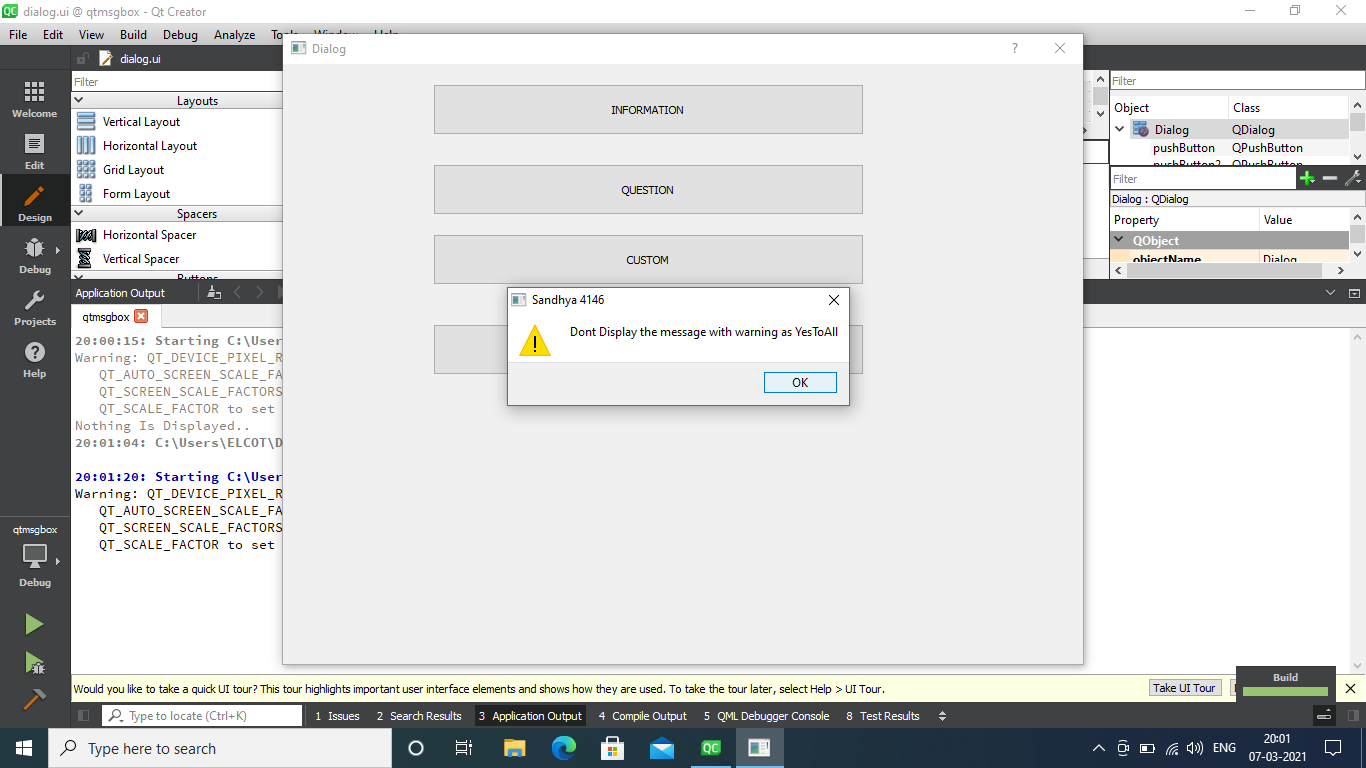 dialog.ui @ qtmsgbox - Qt Creator
File Edit View Build Debug Analyze
Dialog ?
dialog.ui
Filter
Layouts
Vertical Layout
Horizontal Layout
Grid Layout
Form Layout
Spacers
Horizontal Spacer
Vertical Spacer
Welcome
Edit
Design
Debug
Projects
Help
INFORMATION
QUESTION
CUSTOM
Sandhya 4146
Dont Display the message with warning as YesToAll
OK
Filter
Object Class
Dialog QDialog
pushButton QPushButton
pushButton2 QPushButton
Filter
Dialog : QDialog
Property Value
QObject
objectName Dialog
Application Output
qtmsgbox
20:00:15: Starting C:\User
Warning: QT_DEVICE_PIXEL_R
QT_AUTO_SCREEN_SCALE_FA
QT_SCREEN_SCALE_FACTORS
QT_SCALE_FACTOR to set
Nothing Is Displayed..
20:01:04: C:\Users\ELCOT\D
20:01:20: Starting C:\User
Warning: QT_DEVICE_PIXEL_R
QT_AUTO_SCREEN_SCALE_FA
QT_SCREEN_SCALE_FACTORS
QT_SCALE_FACTOR to set
qtmsgbox
Debug
Would you like to take a quick UI tour? This tour highlights important user interface elements and shows how they are used. To take the tour later, select Help > UI Tour.
Take UI Tour
Build
Type to locate (Ctrl+K) 1 Issues 2 Search Results 3 Application Output 4 Compile Output 5 QML Debugger Console 8 Test Results
Type here to search
QC
ENG
20:01
07-03-2021